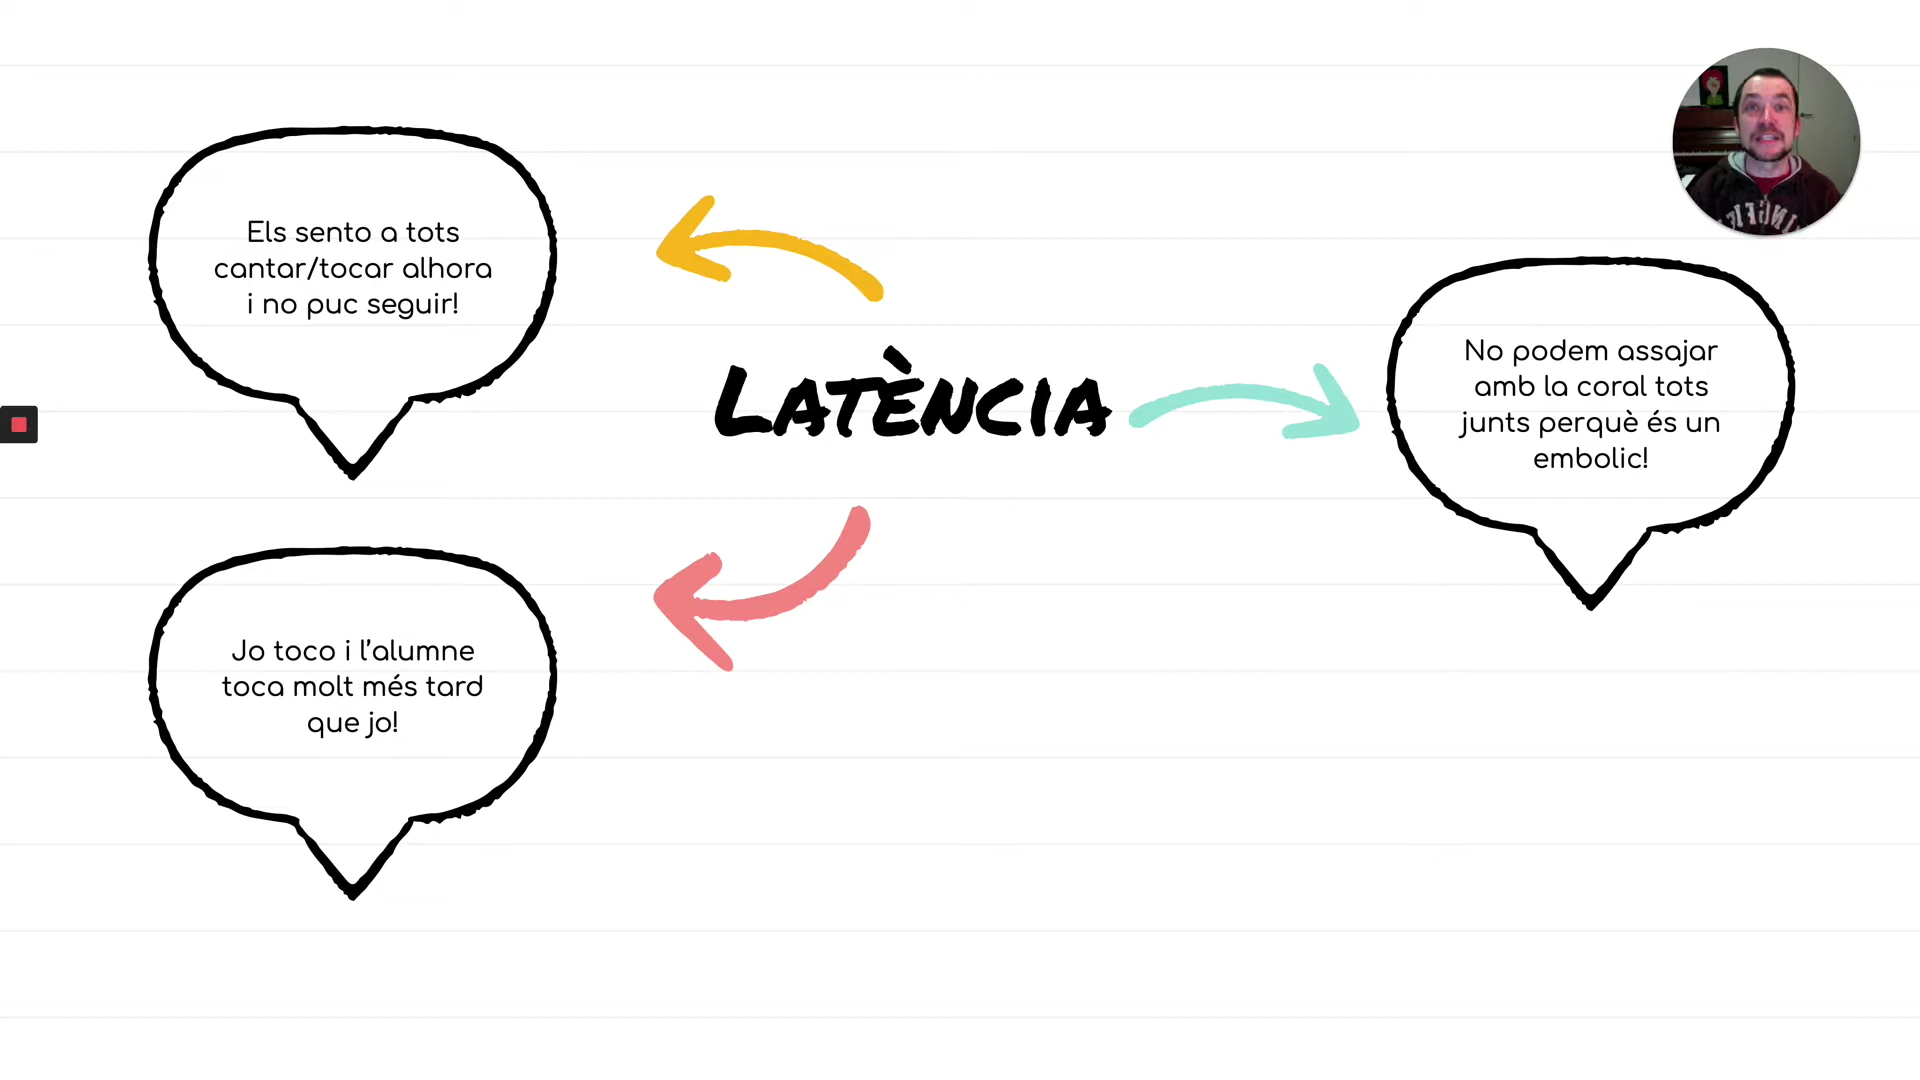 Els sento a tots
cantar/tocar alhora
i no puc seguir!
LATÈNCIA
No podem assajar
amb la coral tots
junts perquè és un
embolic!
Jo toco i l’alumne
toca molt més tard
que jo!